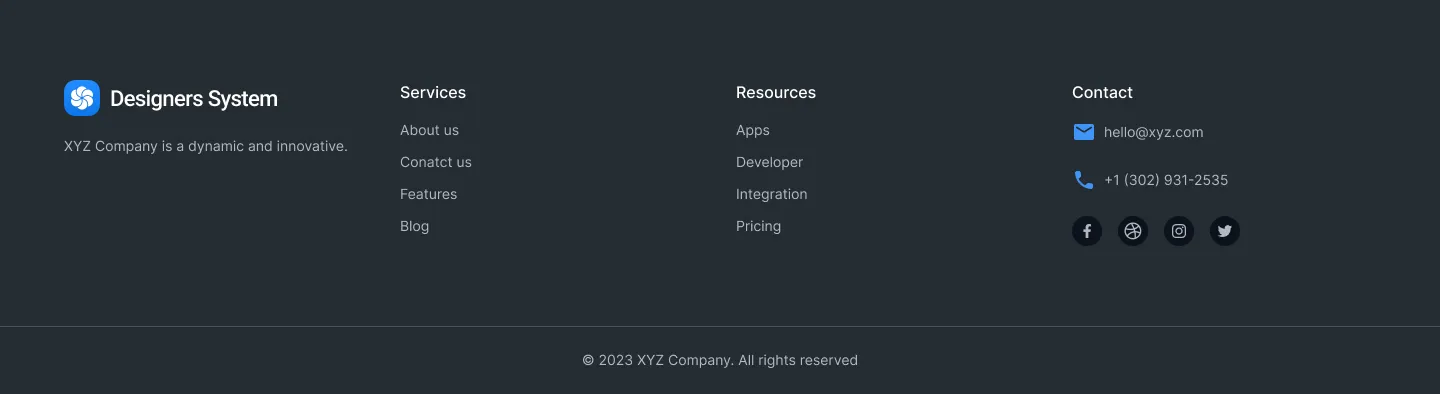 Designers System
XYZ Company is a dynamic and innovative.
Services
About us
Conatct us
Features
Blog
Resources
Apps
Developer
Integration
Pricing
Contact
hello@xyz.com
+1 (302) 931-2535
© 2023 XYZ Company. All rights reserved